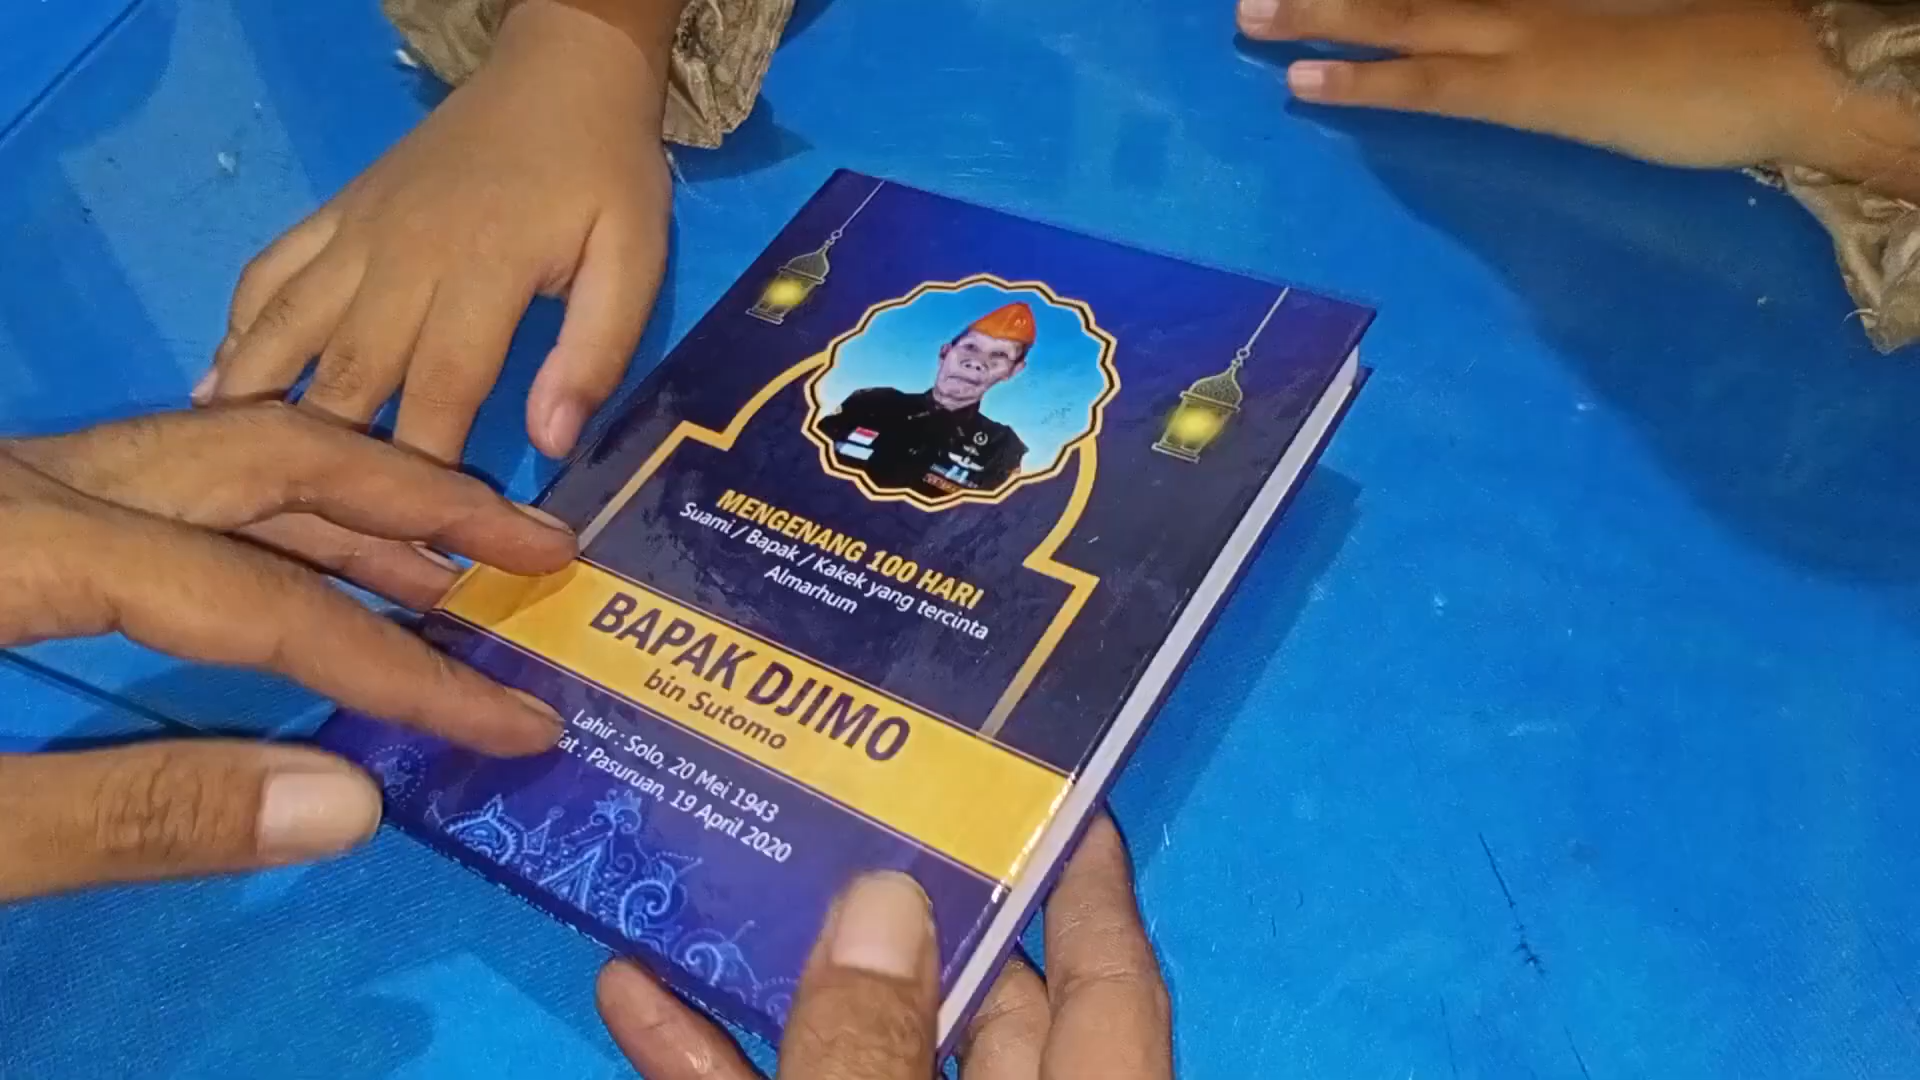 MENGENANG 100 HARI
Suami / Bapak / Kakek yang tercinta
Almarhum
BAPAK DJIMO
bin Sutomo
Lahir : Solo, 20 Mei 1943
: Pasuruan, 19 April 2020